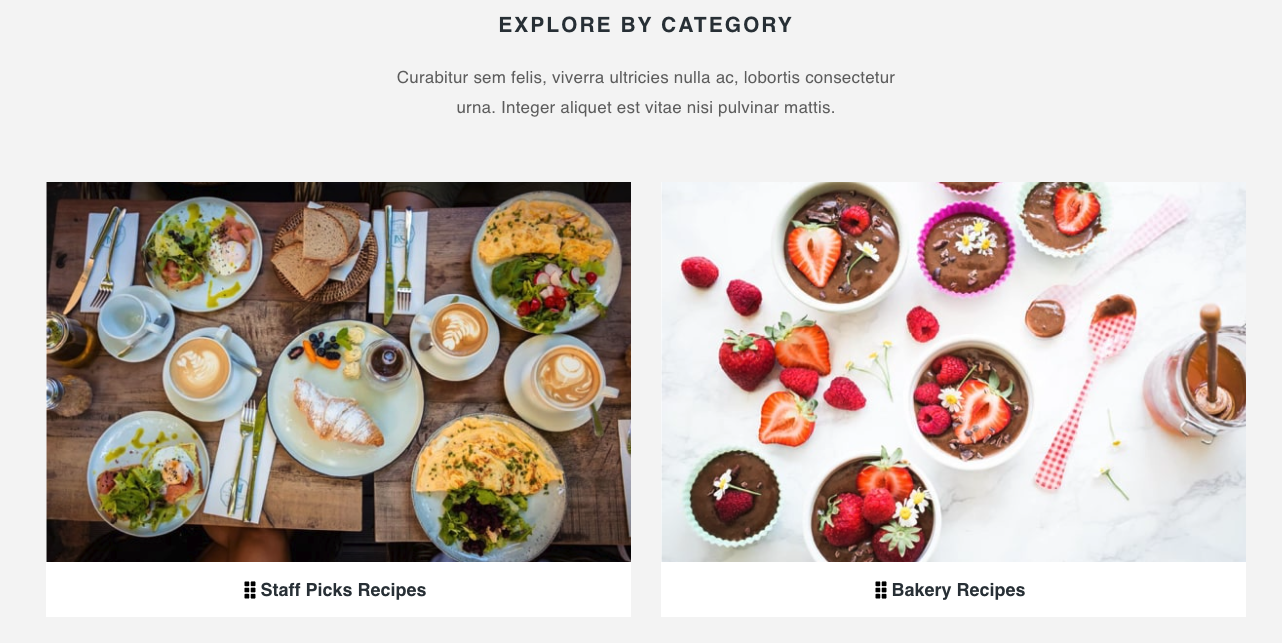 EXPLORE BY CATEGORY
Curabitur sem felis, viverra ultricies nulla ac, lobortis consectetur
urna. Integer aliquet est vitae nisi pulvinar mattis.
Staff Picks Recipes
Bakery Recipes